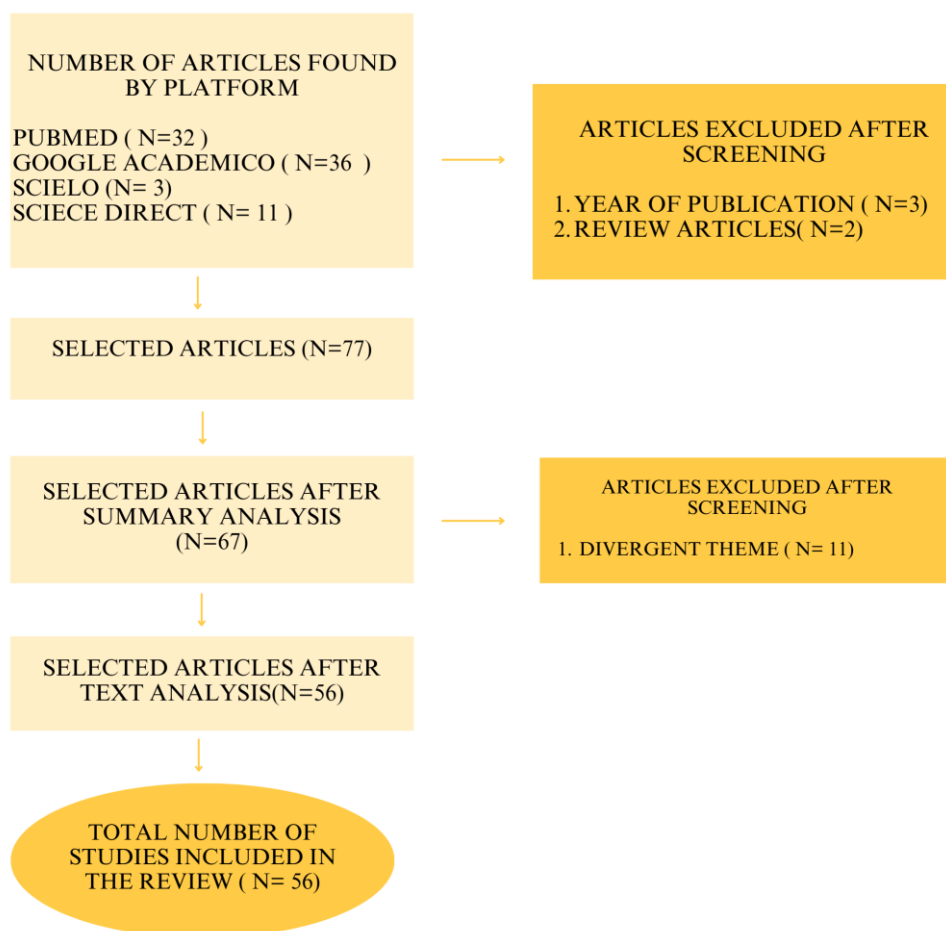 NUMBER OF ARTICLES FOUND
BY PLATFORM
PUBMED ( N=32 )
GOOGLE ACADEMICO ( N=36 )
SCIELO (N= 3)
SCIECE DIRECT ( N= 11 )
ARTICLES EXCLUDED AFTER
SCREENING
1. YEAR OF PUBLICATION ( N=3)
2. REVIEW ARTICLES( N=2)
SELECTED ARTICLES (N=77)
SELECTED ARTICLES AFTER
SUMMARY ANALYSIS
(N=67)
ARTICLES EXCLUDED AFTER
SCREENING
1. DIVERGENT THEME ( N= 11)
SELECTED ARTICLES AFTER
TEXT ANALYSIS(N=56)
TOTAL NUMBER OF
STUDIES INCLUDED IN
THE REVIEW ( N= 56)